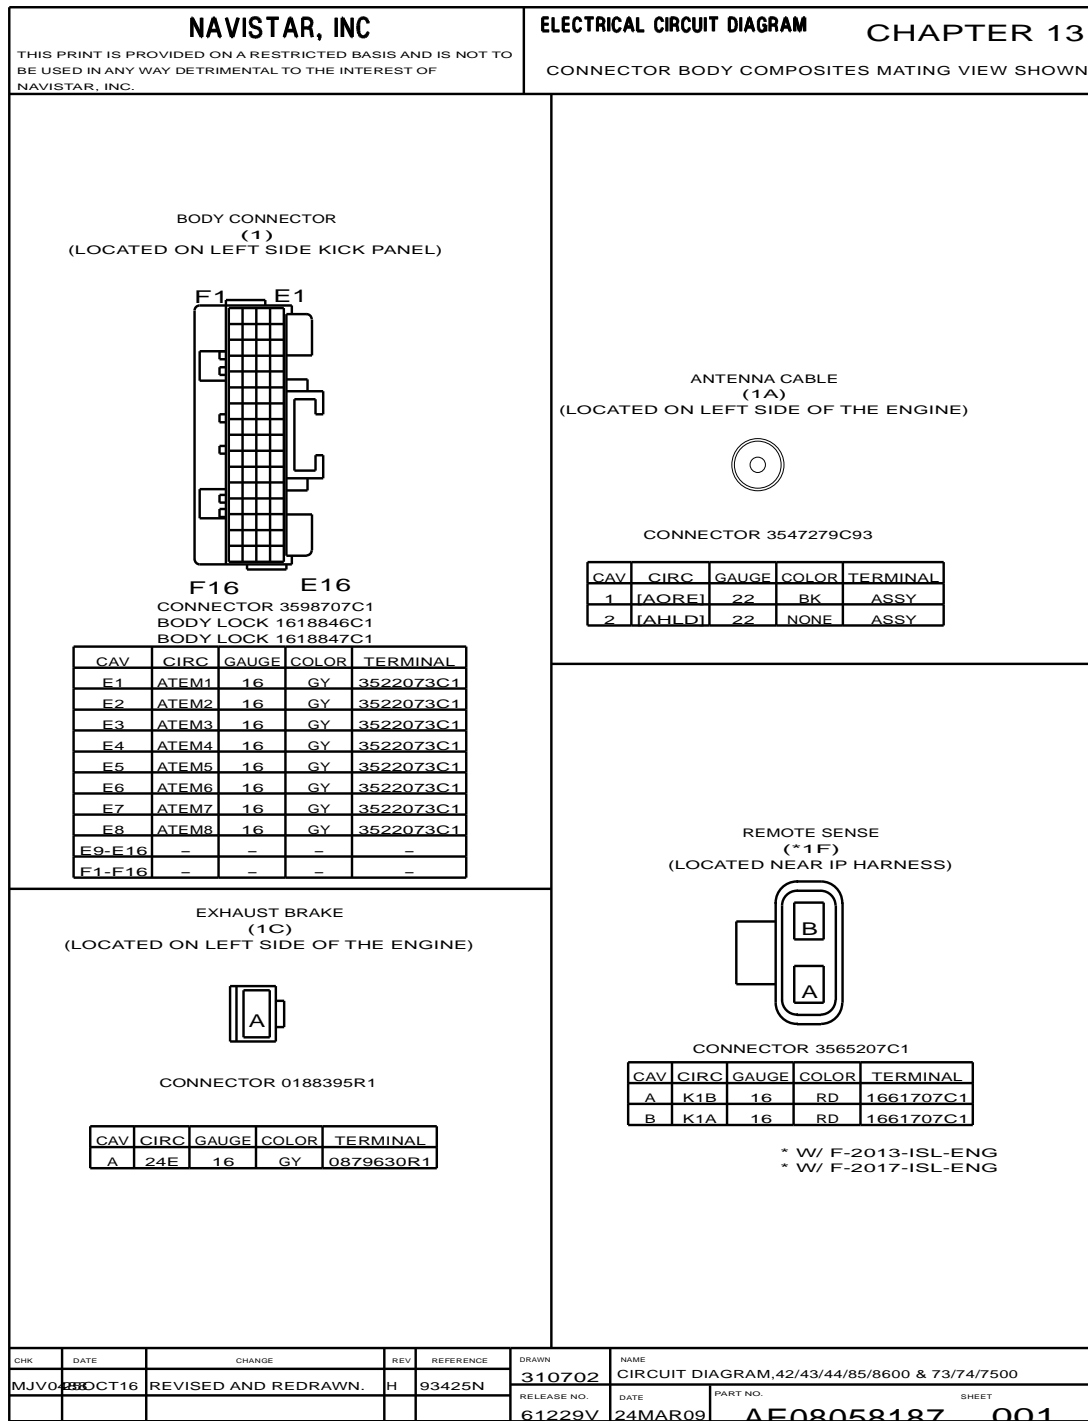 NAVISTAR, INC
THIS PRINT IS PROVIDED ON A RESTRICTED BASIS AND IS NOT TO
BE USED IN ANY WAY DETRIMENTAL TO THE INTEREST OF
NAVISTAR, INC.
ELECTRICAL CIRCUIT DIAGRAM
CHAPTER 13
CONNECTOR BODY COMPOSITES MATING VIEW SHOWN
BODY CONNECTOR
(1)
(LOCATED ON LEFT SIDE KICK PANEL)
F1 E1
F16 E16
CONNECTOR 3598707C1
BODY LOCK 1618846C1
BODY LOCK 1618847C1
CAV CIRC GAUGE COLOR TERMINAL
E1 ATEM1 16 GY 3522073C1
E2 ATEM2 16 GY 3522073C1
E3 ATEM3 16 GY 3522073C1
E4 ATEM4 16 GY 3522073C1
E5 ATEM5 16 GY 3522073C1
E6 ATEM6 16 GY 3522073C1
E7 ATEM7 16 GY 3522073C1
E8 ATEM8 16 GY 3522073C1
E9-E16 – – – –
F1-F16 – – – –
EXHAUST BRAKE
(1C)
(LOCATED ON LEFT SIDE OF THE ENGINE)
A
CONNECTOR 0188395R1
CAV CIRC GAUGE COLOR TERMINAL
A 24E 16 GY 0879630R1
ANTENNA CABLE
(1A)
(LOCATED ON LEFT SIDE OF THE ENGINE)
CONNECTOR 3547279C93
CAV CIRC GAUGE COLOR TERMINAL
1 [AORE] 22 BK ASSY
2 [AHLD] 22 NONE ASSY
REMOTE SENSE
(*1F)
(LOCATED NEAR IP HARNESS)
B
A
CONNECTOR 3565207C1
CAV CIRC GAUGE COLOR TERMINAL
A K1B 16 RD 1661707C1
B K1A 16 RD 1661707C1
* W/ F-2013-ISL-ENG
* W/ F-2017-ISL-ENG
CHK DATE CHANGE REV REFERENCE
OCT16 REVISED AND REDRAWN. H 93425N
DRAWN
310702
NAME
CIRCUIT DIAGRAM,42/43/44/85/8600 & 73/74/7500
RELEASE NO.
61229V
DATE
24MAR09
PART NO.
AE08058187
SHEET
001